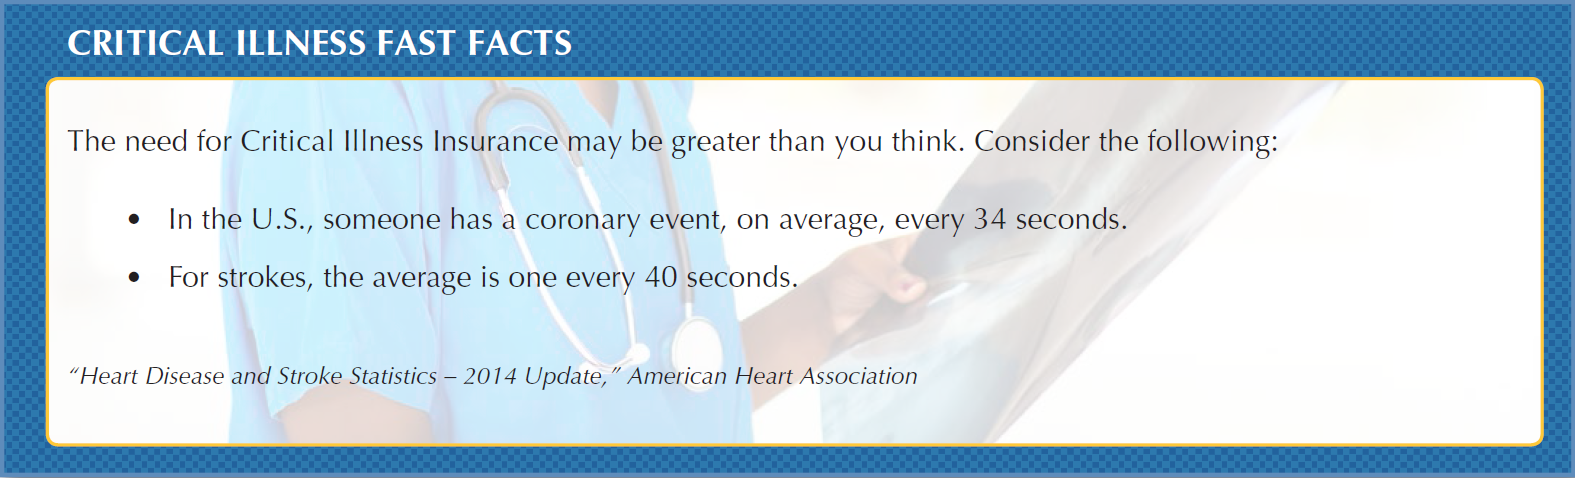 CRITICAL ILLNESS FAST FACTS
The need for Critical Illness Insurance may be greater than you think. Consider the following:
• In the U.S., someone has a coronary event, on average, every 34 seconds.
• For strokes, the average is one every 40 seconds.
“Heart Disease and Stroke Statistics – 2014 Update,” American Heart Association